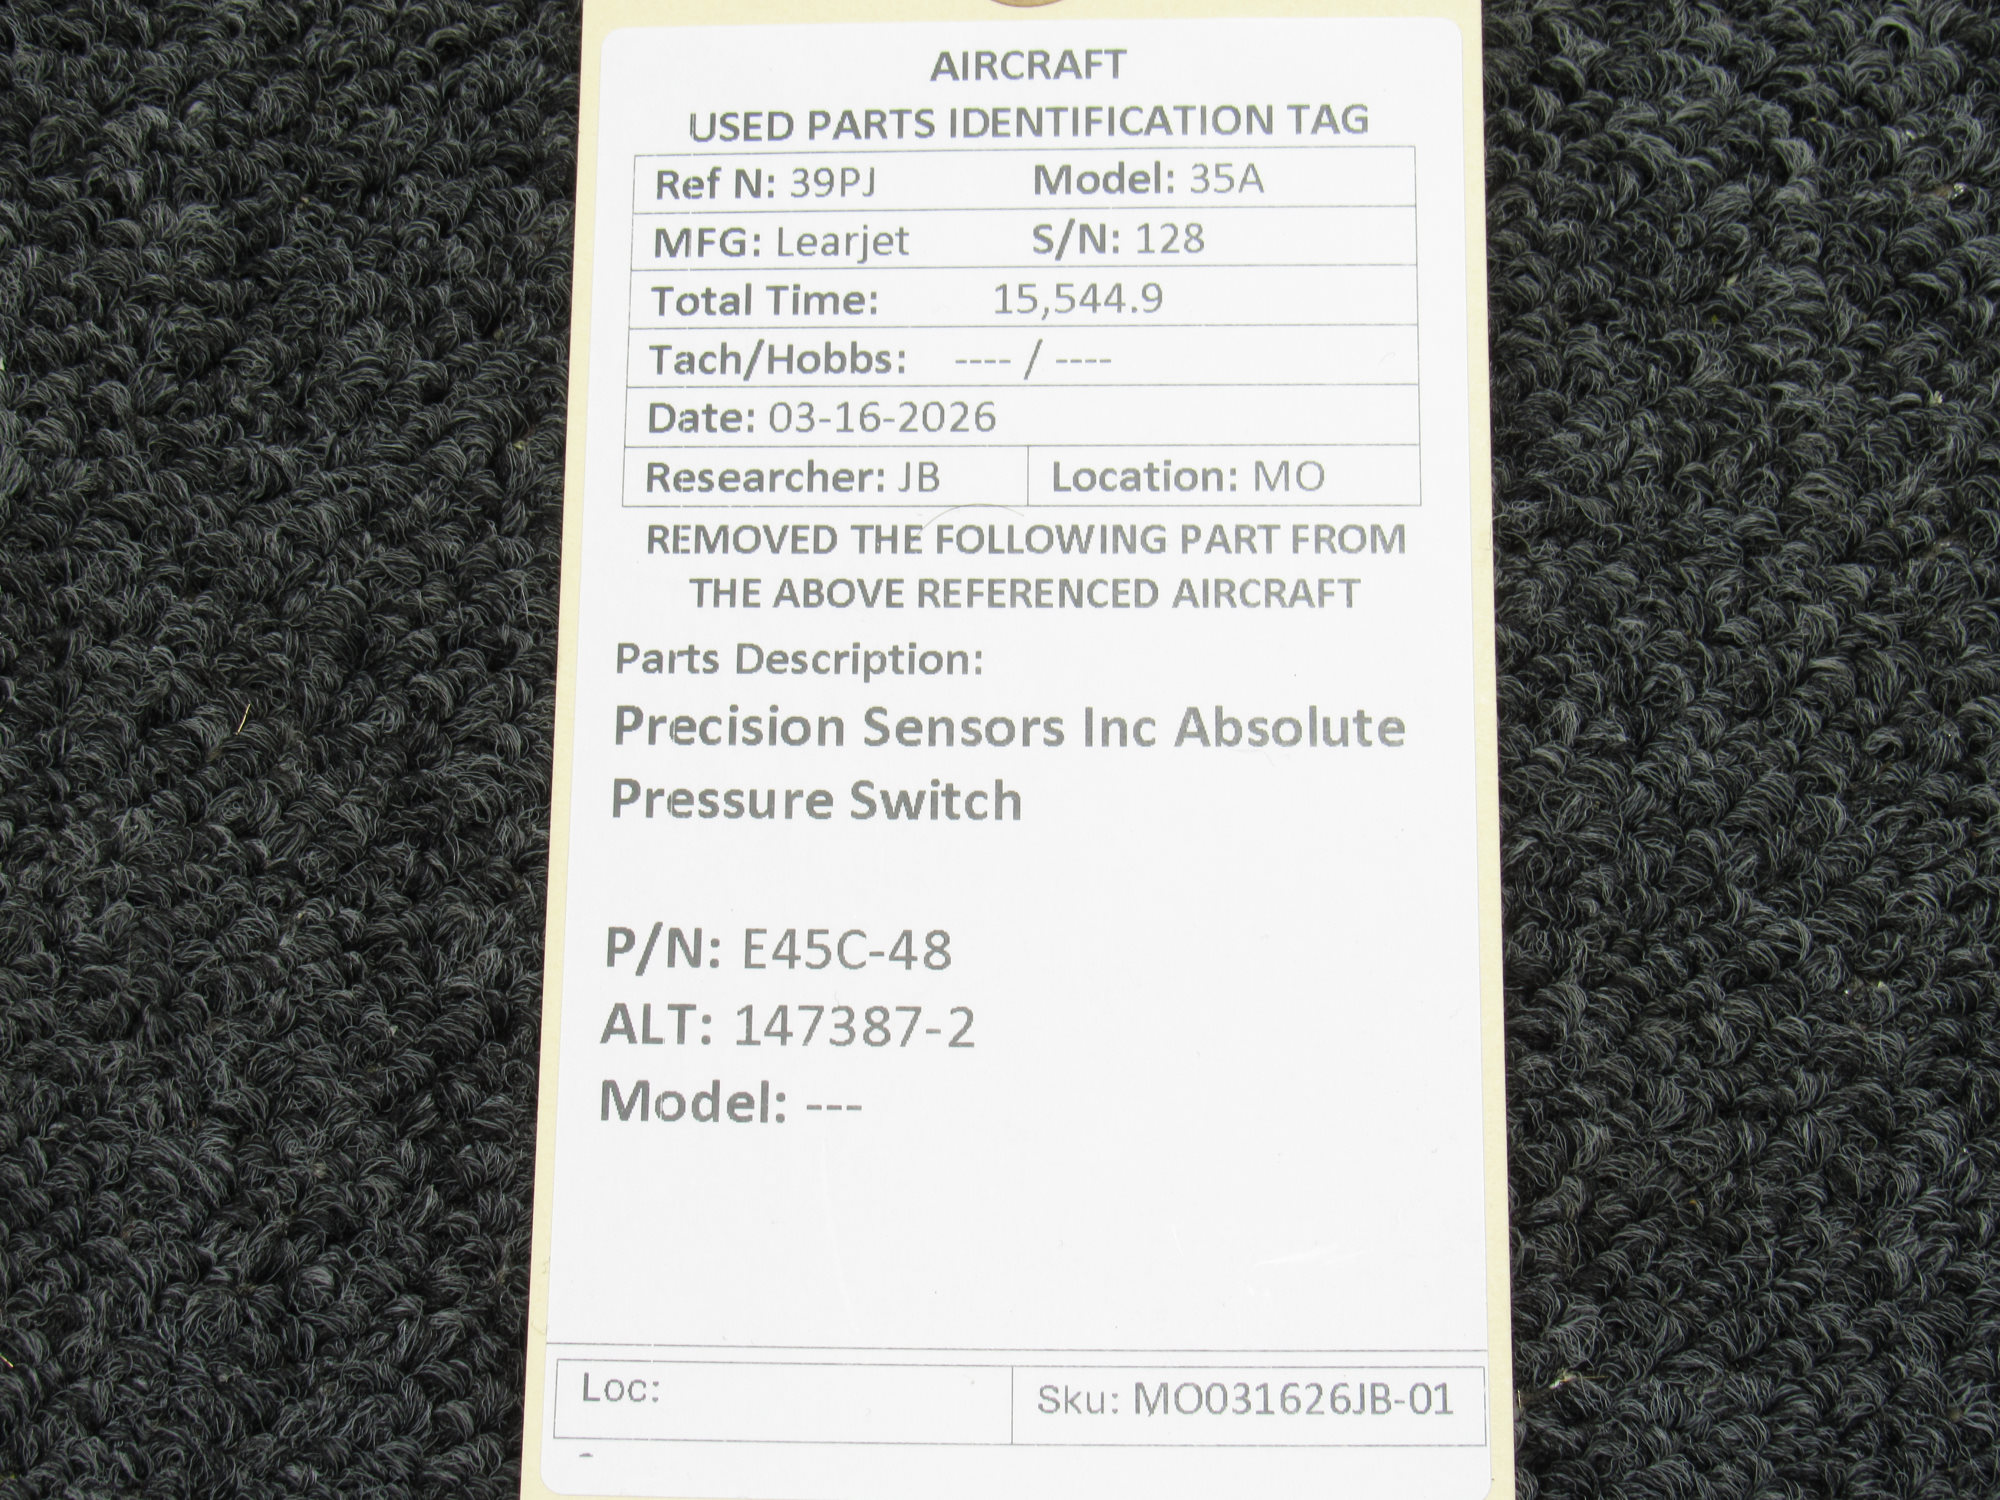 AIRCRAFT
USED PARTS IDENTIFICATION TAG
Ref N: 39PJ Model: 35A
MFG: Learjet S/N: 128
Total Time: 15,544.9
Tach/Hobbs: ---- / ----
Date: 03-16-2026
Researcher: JB Location: MO
REMOVED THE FOLLOWING PART FROM
THE ABOVE REFERENCED AIRCRAFT
Parts Description:
Precision Sensors Inc Absolute
Pressure Switch
P/N: E45C-48
ALT: 147387-2
Model: ---
Loc: Sku: MO031626JB-01
-